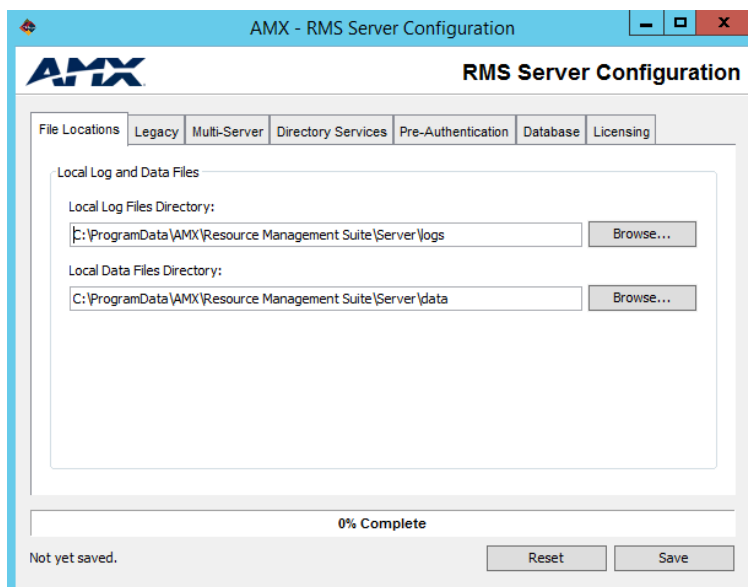 AMX - RMS Server Configuration
AMX
RMS Server Configuration
File Locations Legacy Multi-Server Directory Services Pre-Authentication Database Licensing
Local Log and Data Files
Local Log Files Directory:
C:\ProgramData\AMX\Resource Management Suite\Server\logs Browse...
Local Data Files Directory:
C:\ProgramData\AMX\Resource Management Suite\Server\data Browse...
0% Complete
Not yet saved. Reset Save